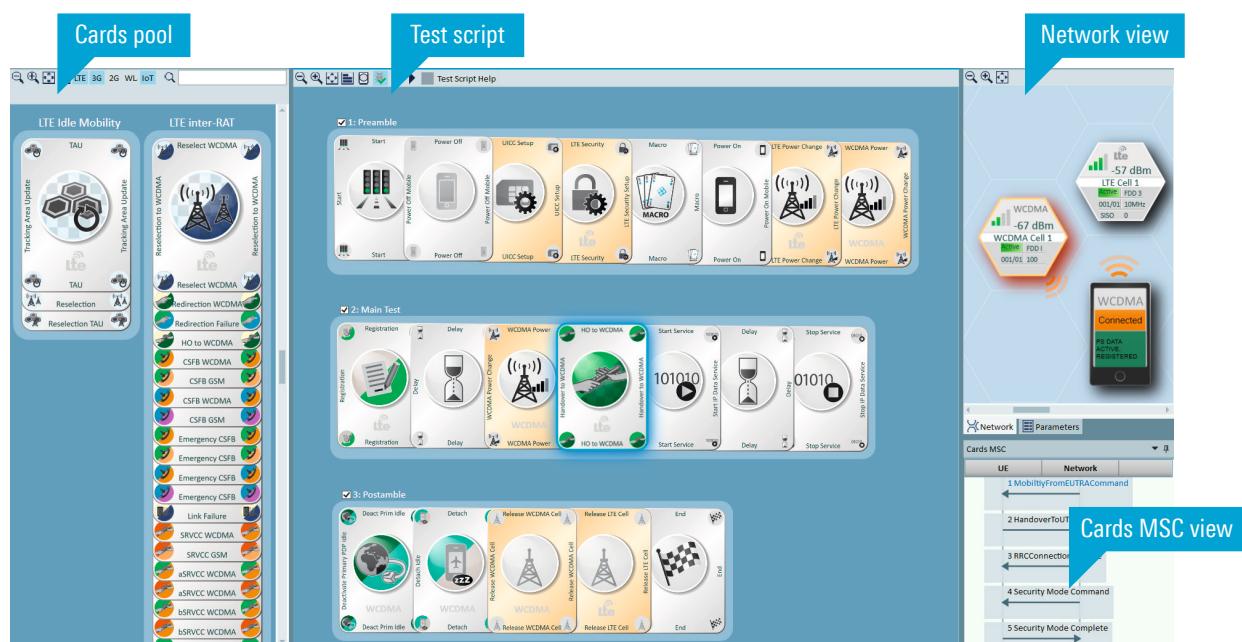 Cards pool
Test script
Network view
LTE 3G 2G WL IoT
Test Script Help
LTE Idle Mobility
TAU
Tracking Area Update
Tracking Area Update
lte
TAU
Reselection
Reselection TAU
LTE inter-RAT
Reselect WCDMA
Reselection to WCDMA
Reselection to WCDMA
lte
Reselect WCDMA
Redirection WCDMA
Redirection Failure
HO to WCDMA
CSFB WCDMA
CSFB GSM
CSFB WCDMA
CSFB GSM
Emergency CSFB
Emergency CSFB
Emergency CSFB
Emergency CSFB
Link Failure
SRVCC WCDMA
SRVCC GSM
aSRVCC WCDMA
aSRVCC WCDMA
bSRVCC WCDMA
bSRVCC WCDMA
1: Preamble
Start
Start
Start
Power Off
Power Off Mobile
Power Off Mobile
Power Off
UICC Setup
UICC Setup
UICC Setup
LTE Security
LTE Security Setup
lte
LTE Security
Macro
MACRO
Macro
Macro
Power On
Power On Mobile
Power On
LTE Power Change
LTE Power Change
lte
LTE Power Change
WCDMA Power
WCDMA Power Change
WCDMA
WCDMA Power
2: Main Test
Registration
Registration
lte
Registration
Delay
Delay
Delay
WCDMA Power
WCDMA Power Change
WCDMA
WCDMA Power
HO to WCDMA
Handover to WCDMA
Handover to WCDMA
lte
HO to WCDMA
Start Service
101010
Start IP Data Service
Start Service
Delay
Delay
Delay
Stop Service
01010
Stop IP Data Service
Stop Service
3: Postamble
Deact Prim Idle
Deactivate Primary PDP idle
WCDMA
Deact Prim Idle
Detach
Detach Idle
zzZ
WCDMA
Detach
Release WCDMA Cell
Release WCDMA Cell
Release WCDMA Cell
WCDMA
Release WCDMA Cell
Release LTE Cell
Release LTE Cell
lte
Release LTE Cell
End
End
End
lte
-57 dBm
LTE Cell 1
Active FDD 3
001/01 10MHz
SISO 0
WCDMA
-67 dBm
WCDMA Cell 1
Active FDD I
001/01 100
WCDMA
Connected
PS DATA
ACTIVE,
REGISTERED
Network Parameters
Cards MSC
UE Network
1 MobiltiyFromEUTRACommand
2 HandoverToUT
3 RRCConnection
Cards MSC view
4 Security Mode Command
5 Security Mode Complete